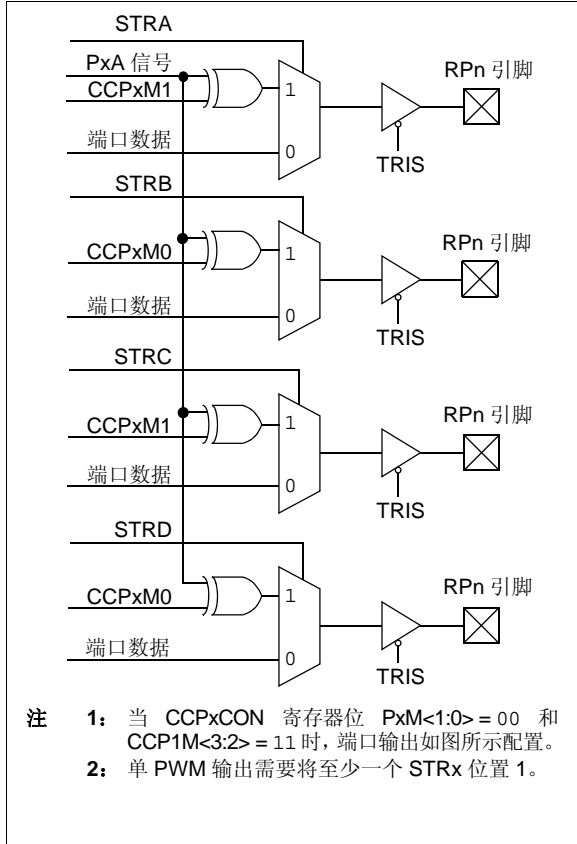 STRA
PxA 信号
CCPxM1
1
RPn 引脚
端口数据
0
TRIS
STRB
CCPxM0
1
RPn 引脚
端口数据
0
TRIS
STRC
CCPxM1
1
RPn 引脚
端口数据
0
TRIS
STRD
CCPxM0
1
RPn 引脚
端口数据
0
TRIS
注 1： 当 CCPxCON 寄存器位 PxM<1:0> = 00 和
CCP1M<3:2> = 11 时，端口输出如图所示配置。
2： 单 PWM 输出需要将至少一个 STRx 位置 1。